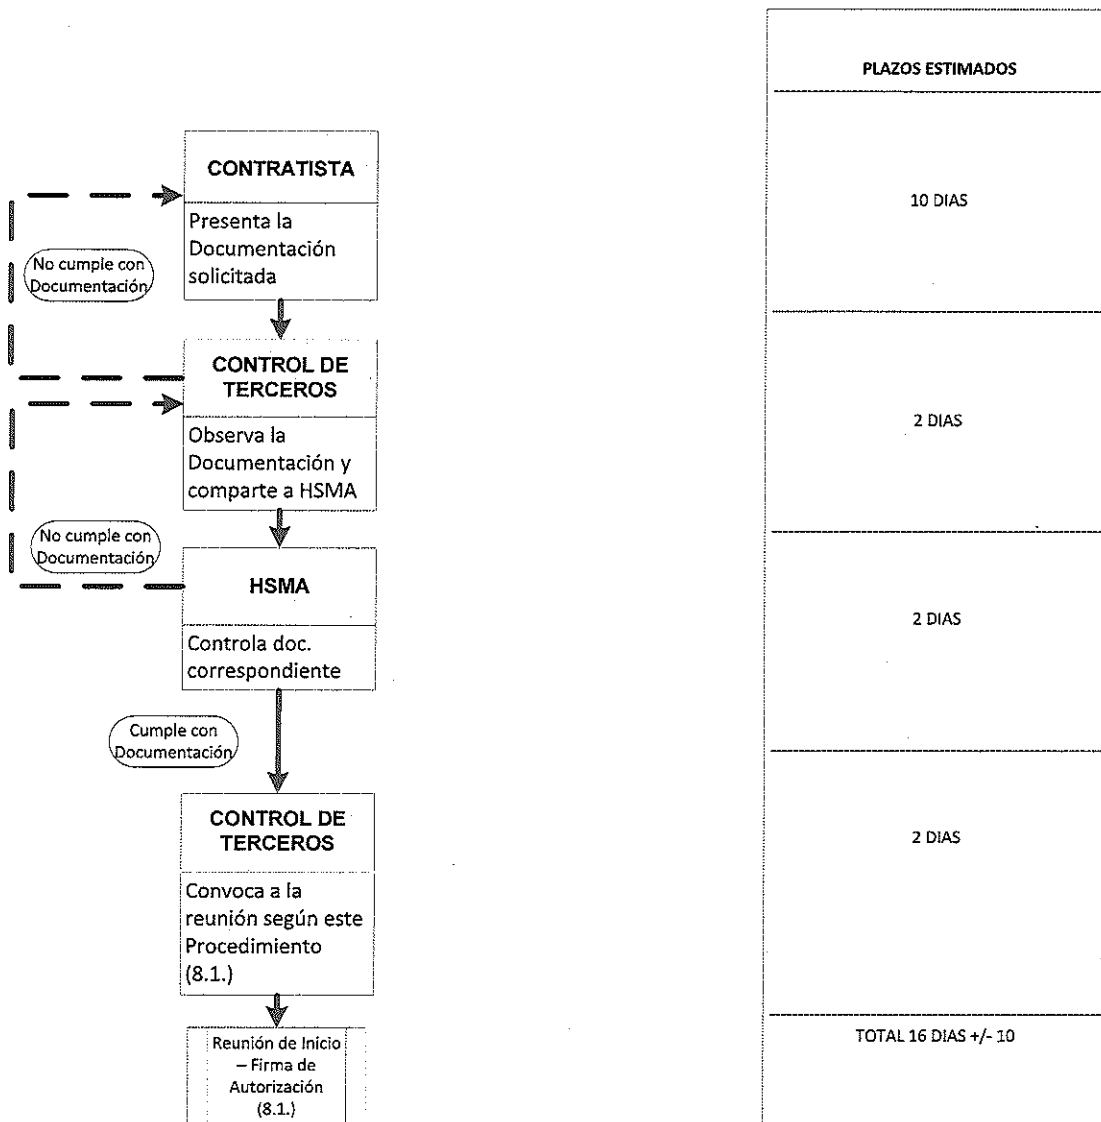 PLAZOS ESTIMADOS
CONTRATISTA
Presenta la
Documentación
solicitada
10 DIAS
No cumple con
Documentación
CONTROL DE
TERCEROS
Observa la
Documentación y
comparte a HSMA
2 DIAS
No cumple con
Documentación
HSMA
Controla doc.
correspondiente
2 DIAS
Cumple con
Documentación
CONTROL DE
TERCEROS
Convoca a la
reunión según este
Procedimiento
(8.1.)
2 DIAS
Reunión de Inicio
– Firma de
Autorización
(8.1.)
TOTAL 16 DIAS +/- 10